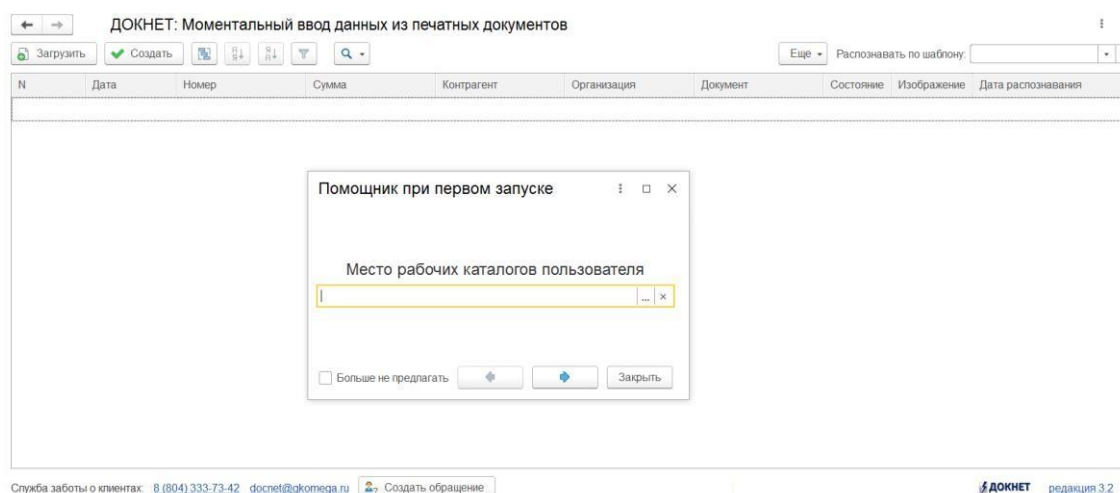 ДОКНЕТ: Моментальный ввод данных из печатных документов
Загрузить Создать Еще Распознавать по шаблону:
N Дата Номер Сумма Контрагент Организация Документ Состояние Изображение Дата распознавания
Помощник при первом запуске
Место рабочих каталогов пользователя
Больше не предлагать Закрыть
Служба заботы о клиентах: 8 (804) 333-73-42 docnet@gkomega.ru Создать обращение ДОКНЕТ редакция 3.2